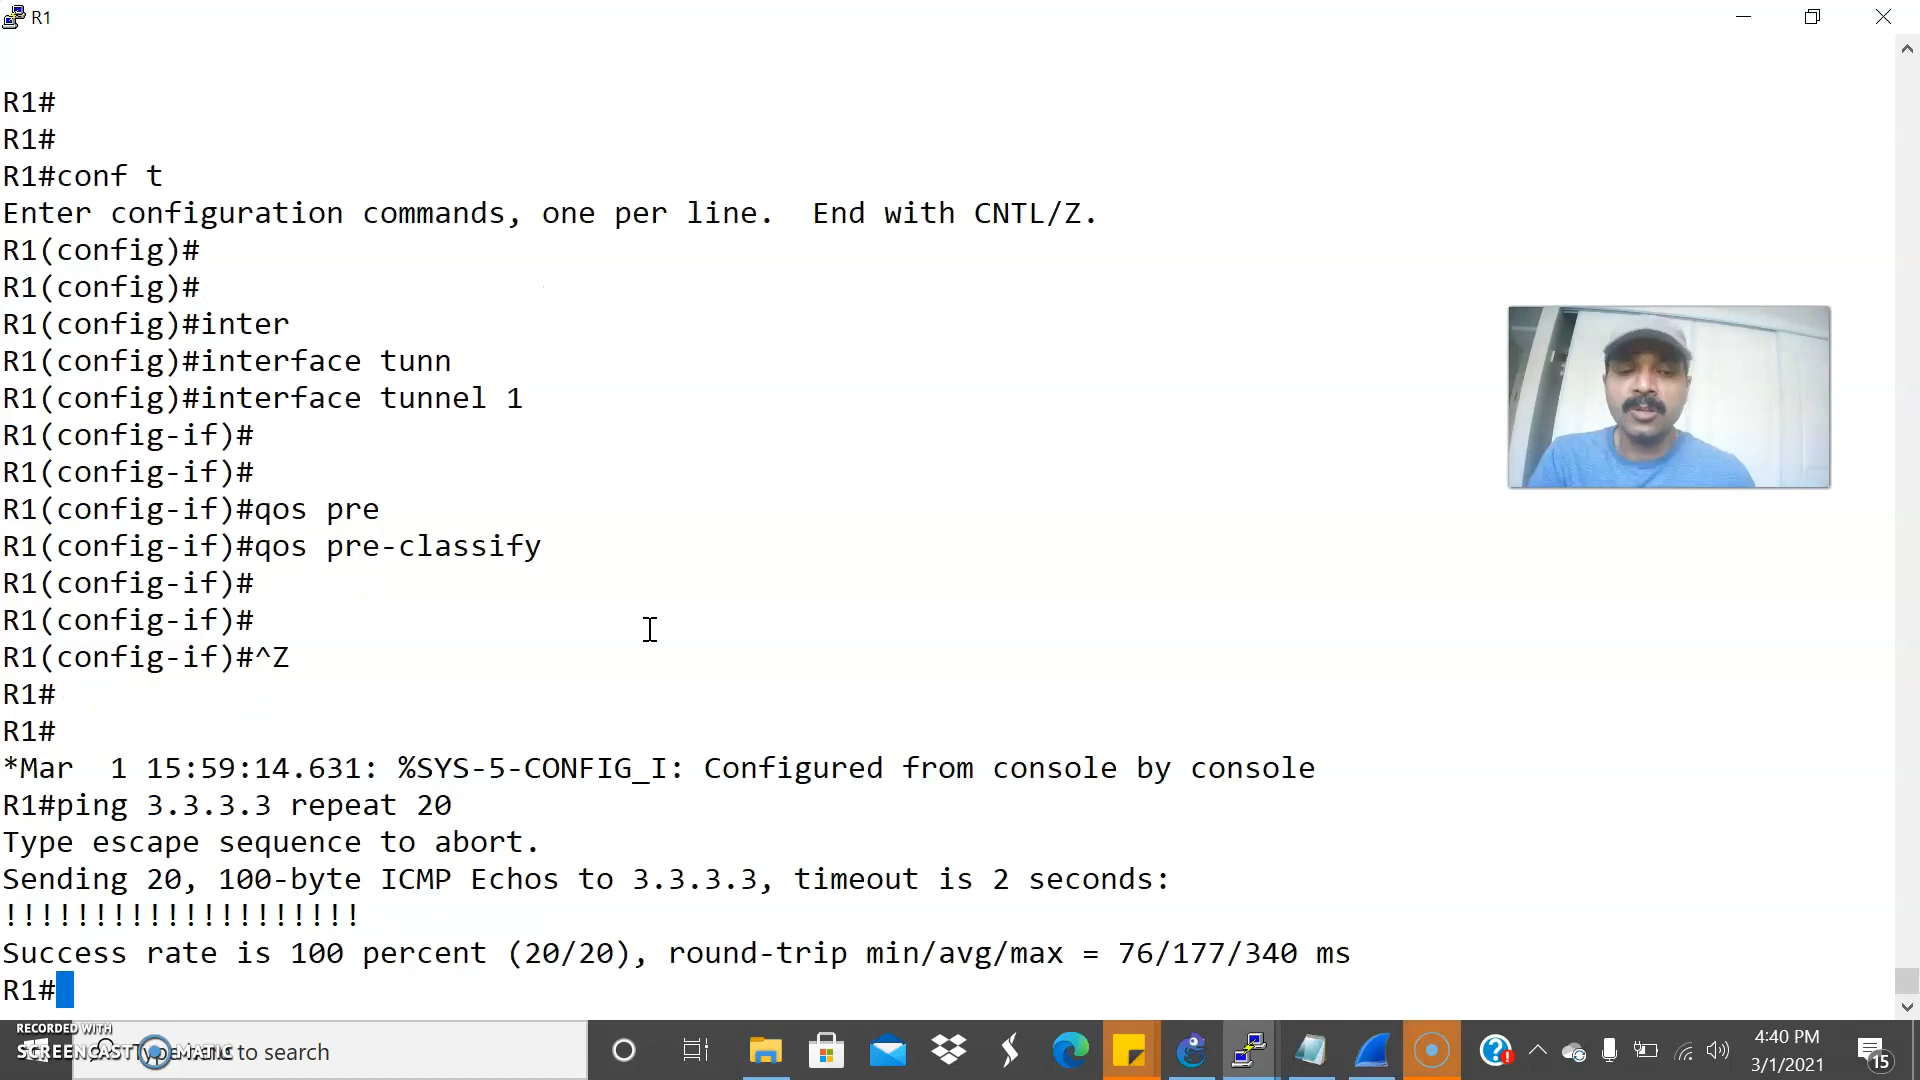 R1
R1#
R1#
R1#conf t
Enter configuration commands, one per line.  End with CNTL/Z.
R1(config)#
R1(config)#
R1(config)#inter
R1(config)#interface tunn
R1(config)#interface tunnel 1
R1(config-if)#
R1(config-if)#
R1(config-if)#qos pre
R1(config-if)#qos pre-classify
R1(config-if)#
R1(config-if)#
R1(config-if)#^Z
R1#
R1#
*Mar  1 15:59:14.631: %SYS-5-CONFIG_I: Configured from console by console
R1#ping 3.3.3.3 repeat 20
Type escape sequence to abort.
Sending 20, 100-byte ICMP Echos to 3.3.3.3, timeout is 2 seconds:
!!!!!!!!!!!!!!!!!!!!
Success rate is 100 percent (20/20), round-trip min/avg/max = 76/177/340 ms
R1#
RECORDED WITH
SCREENCAST MATIC
to search
4:40 PM
3/1/2021
15